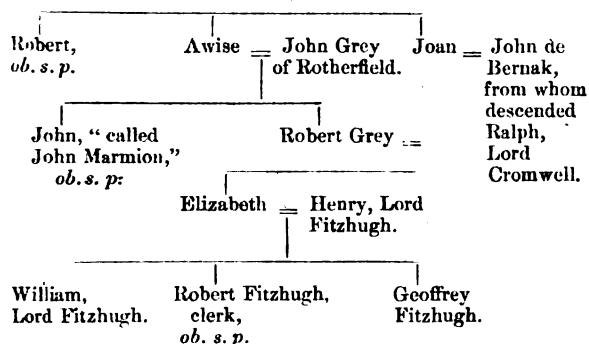 Robert,
ob. s. p.
Awise = John Grey
of Rotherfield.
Joan = John de
Bernak,
from whom
descended
Ralph,
Lord
Cromwell.
John, “ called
John Marmion,”
ob. s. p.
Robert Grey =
Elizabeth = Henry, Lord
Fitzhugh.
William,
Lord Fitzhugh.
Robert Fitzhugh,
clerk,
ob. s. p.
Geoffrey
Fitzhugh.